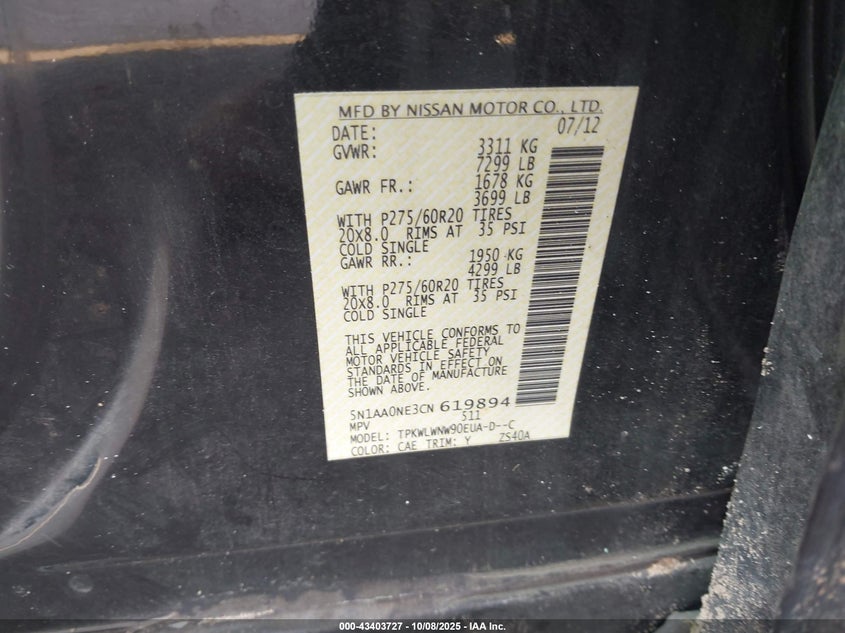 MFD BY NISSAN MOTOR CO., LTD.
DATE: 07/12
GVWR: 3311 KG
7299 LB
GAWR FR.: 1678 KG
3699 LB
WITH P275/60R20 TIRES
20X8.0 RIMS AT 35 PSI
COLD SINGLE
GAWR RR.: 1950 KG
4299 LB
WITH P275/60R20 TIRES
20X8.0 RIMS AT 35 PSI
COLD SINGLE
THIS VEHICLE CONFORMS TO
ALL APPLICABLE FEDERAL
MOTOR VEHICLE SAFETY
STANDARDS IN EFFECT ON
THE DATE OF MANUFACTURE
SHOWN ABOVE.
5N1AA0NE3CN 619894
MPV 511
MODEL: TPKWLWNW90EUA-D--C
COLOR: CAE TRIM: Y ZS40A
000-43403727 - 10/08/2025 - IAA Inc.